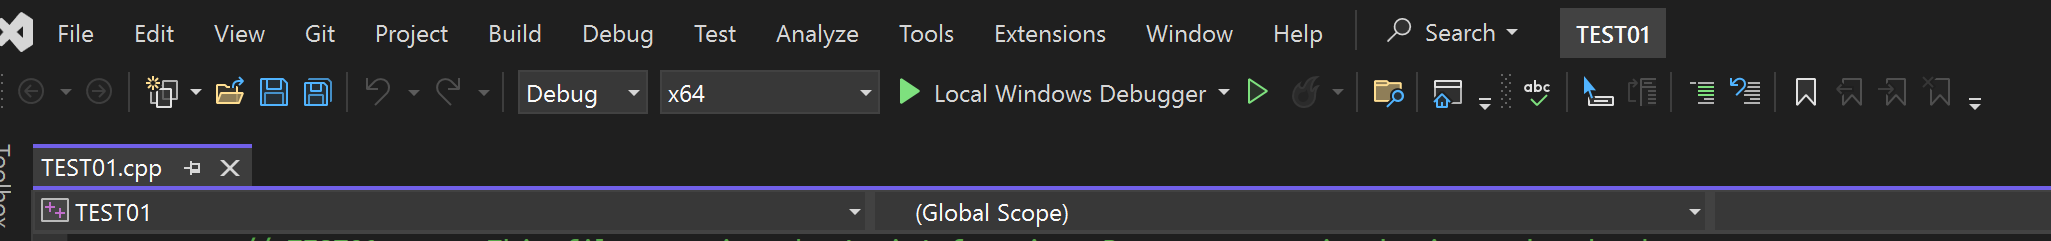 File Edit View Git Project Build Debug Test Analyze Tools Extensions Window Help Search TEST01
Debug x64 Local Windows Debugger abc
Toolbox
TEST01.cpp
TEST01 (Global Scope)